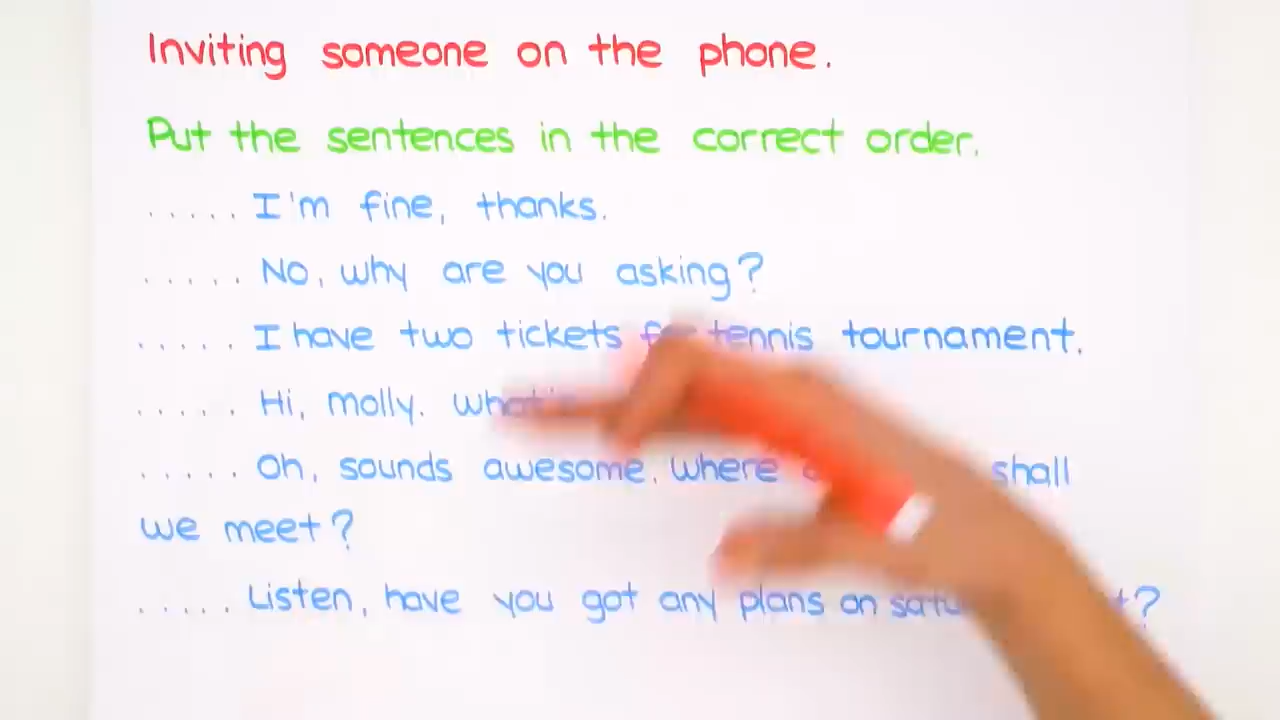 Inviting someone on the phone.
Put the sentences in the correct order.
..... I'm fine, thanks.
..... No, why are you asking?
..... I have two tickets tennis tournament.
..... Hi, molly.
..... Oh, sounds awesome. where shall
we meet?
..... Listen, have you got any plans on